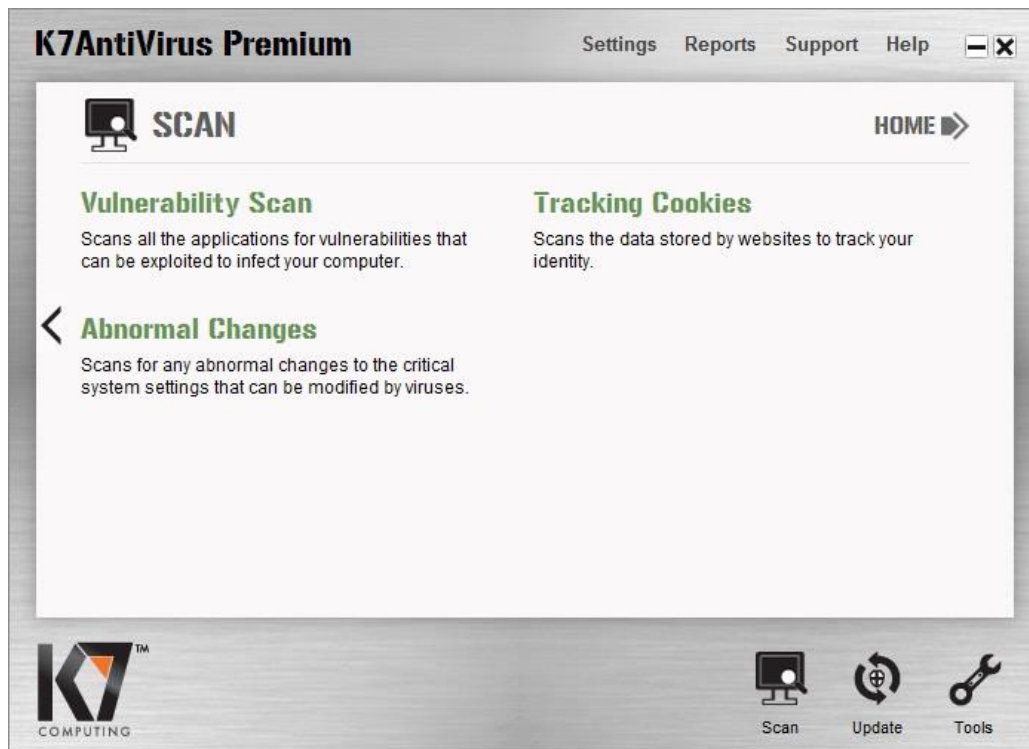 K7AntiVirus Premium
Settings Reports Support Help
SCAN
HOME
Vulnerability Scan
Scans all the applications for vulnerabilities that
can be exploited to infect your computer.
Tracking Cookies
Scans the data stored by websites to track your
identity.
Abnormal Changes
Scans for any abnormal changes to the critical
system settings that can be modified by viruses.
K7 TM
COMPUTING
Scan Update Tools